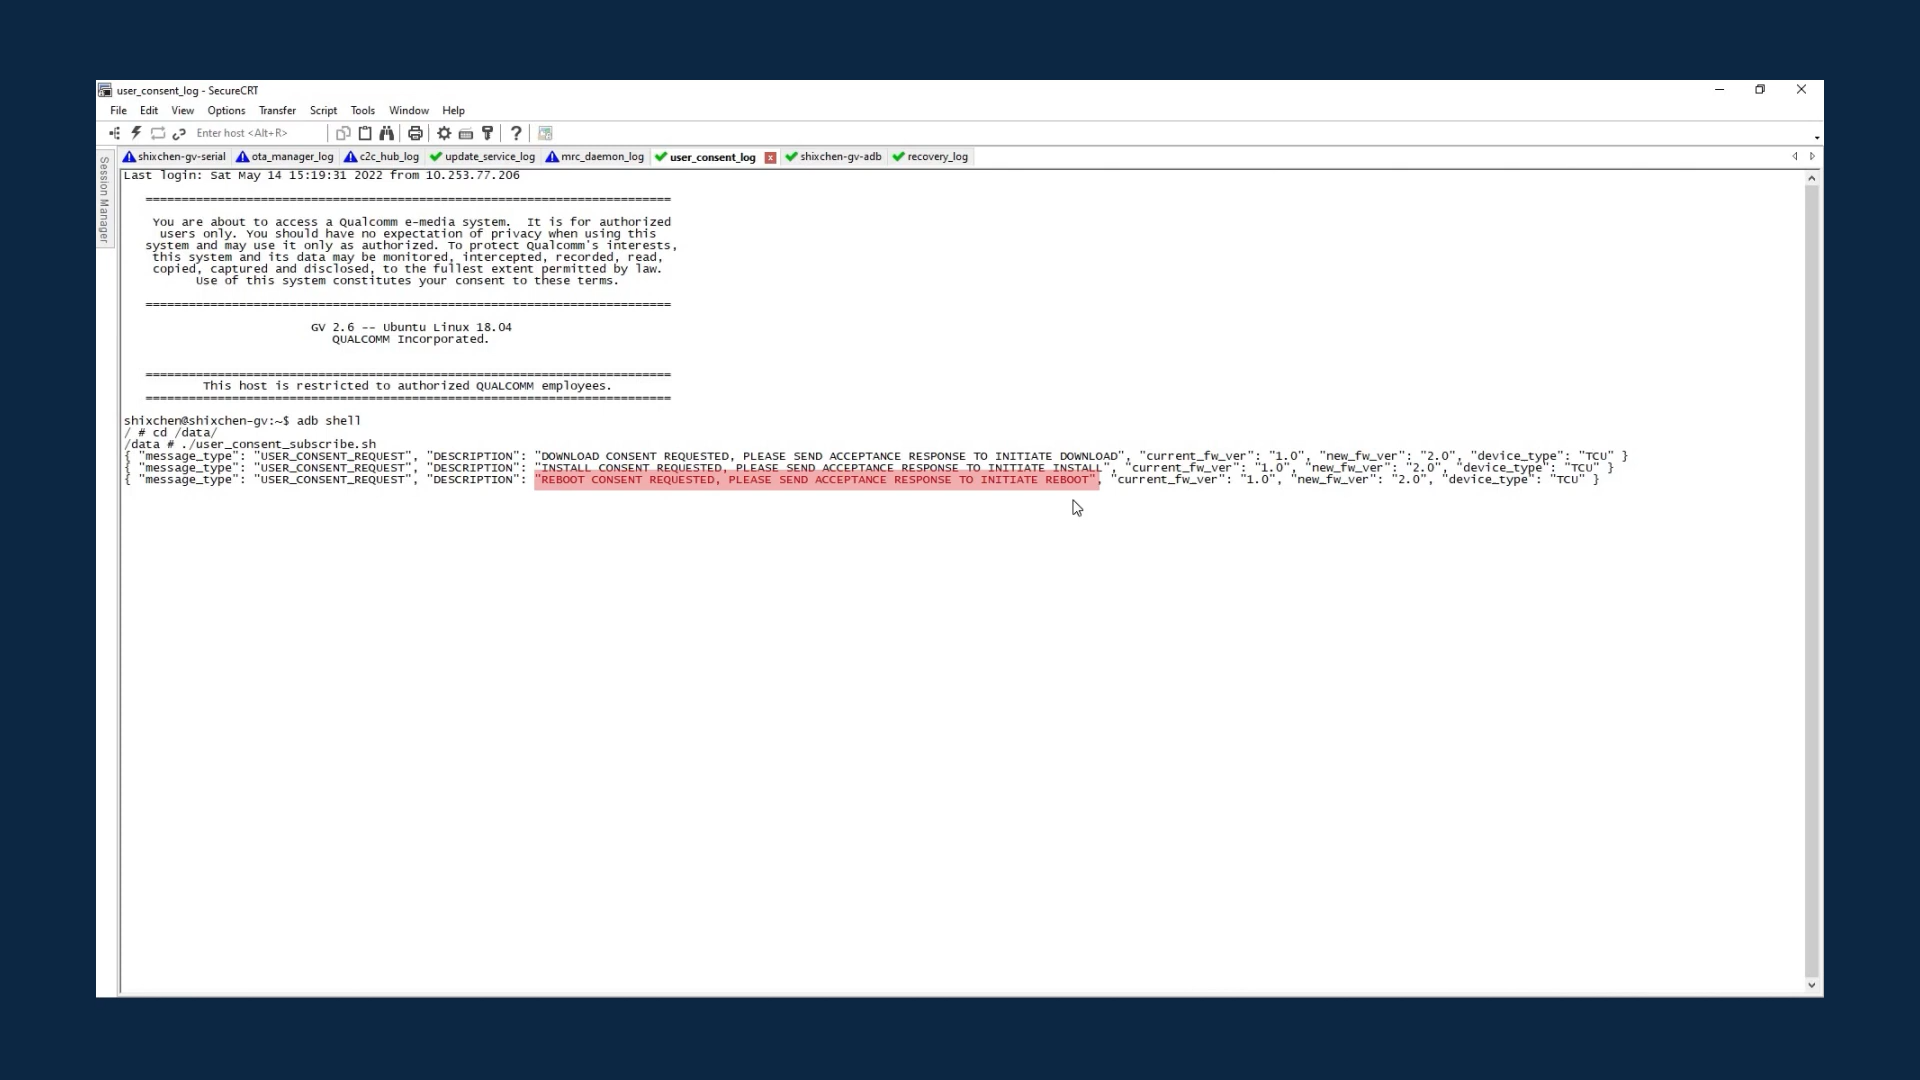 user_consent_log - SecureCRT
File Edit View Options Transfer Script Tools Window Help
Enter host <Alt+R>
shixchen-gv-serial ota_manager_log c2c_hub_log update_service_log mrc_daemon_log user_consent_log shixchen-gv-adb recovery_log
Session Manager
Last login: Sat May 14 15:19:31 2022 from 10.253.77.206
=========================================================================
You are about to access a Qualcomm e-media system.  It is for authorized
users only. You should have no expectation of privacy when using this
system and may use it only as authorized. To protect Qualcomm's interests,
this system and its data may be monitored, intercepted, recorded, read,
copied, captured and disclosed, to the fullest extent permitted by law.
Use of this system constitutes your consent to these terms.
=========================================================================
GV 2.6 -- Ubuntu Linux 18.04
QUALCOMM Incorporated.
=========================================================================
This host is restricted to authorized QUALCOMM employees.
=========================================================================
shixchen@shixchen-gv:~$ adb shell
/ # cd /data/
/data # ./user_consent_subscribe.sh
{ "message_type": "USER_CONSENT_REQUEST", "DESCRIPTION": "DOWNLOAD CONSENT REQUESTED, PLEASE SEND ACCEPTANCE RESPONSE TO INITIATE DOWNLOAD", "current_fw_ver": "1.0", "new_fw_ver": "2.0", "device_type": "TCU" }
{ "message_type": "USER_CONSENT_REQUEST", "DESCRIPTION": "INSTALL CONSENT REQUESTED, PLEASE SEND ACCEPTANCE RESPONSE TO INITIATE INSTALL", "current_fw_ver": "1.0", "new_fw_ver": "2.0", "device_type": "TCU" }
{ "message_type": "USER_CONSENT_REQUEST", "DESCRIPTION": "REBOOT CONSENT REQUESTED, PLEASE SEND ACCEPTANCE RESPONSE TO INITIATE REBOOT", "current_fw_ver": "1.0", "new_fw_ver": "2.0", "device_type": "TCU" }